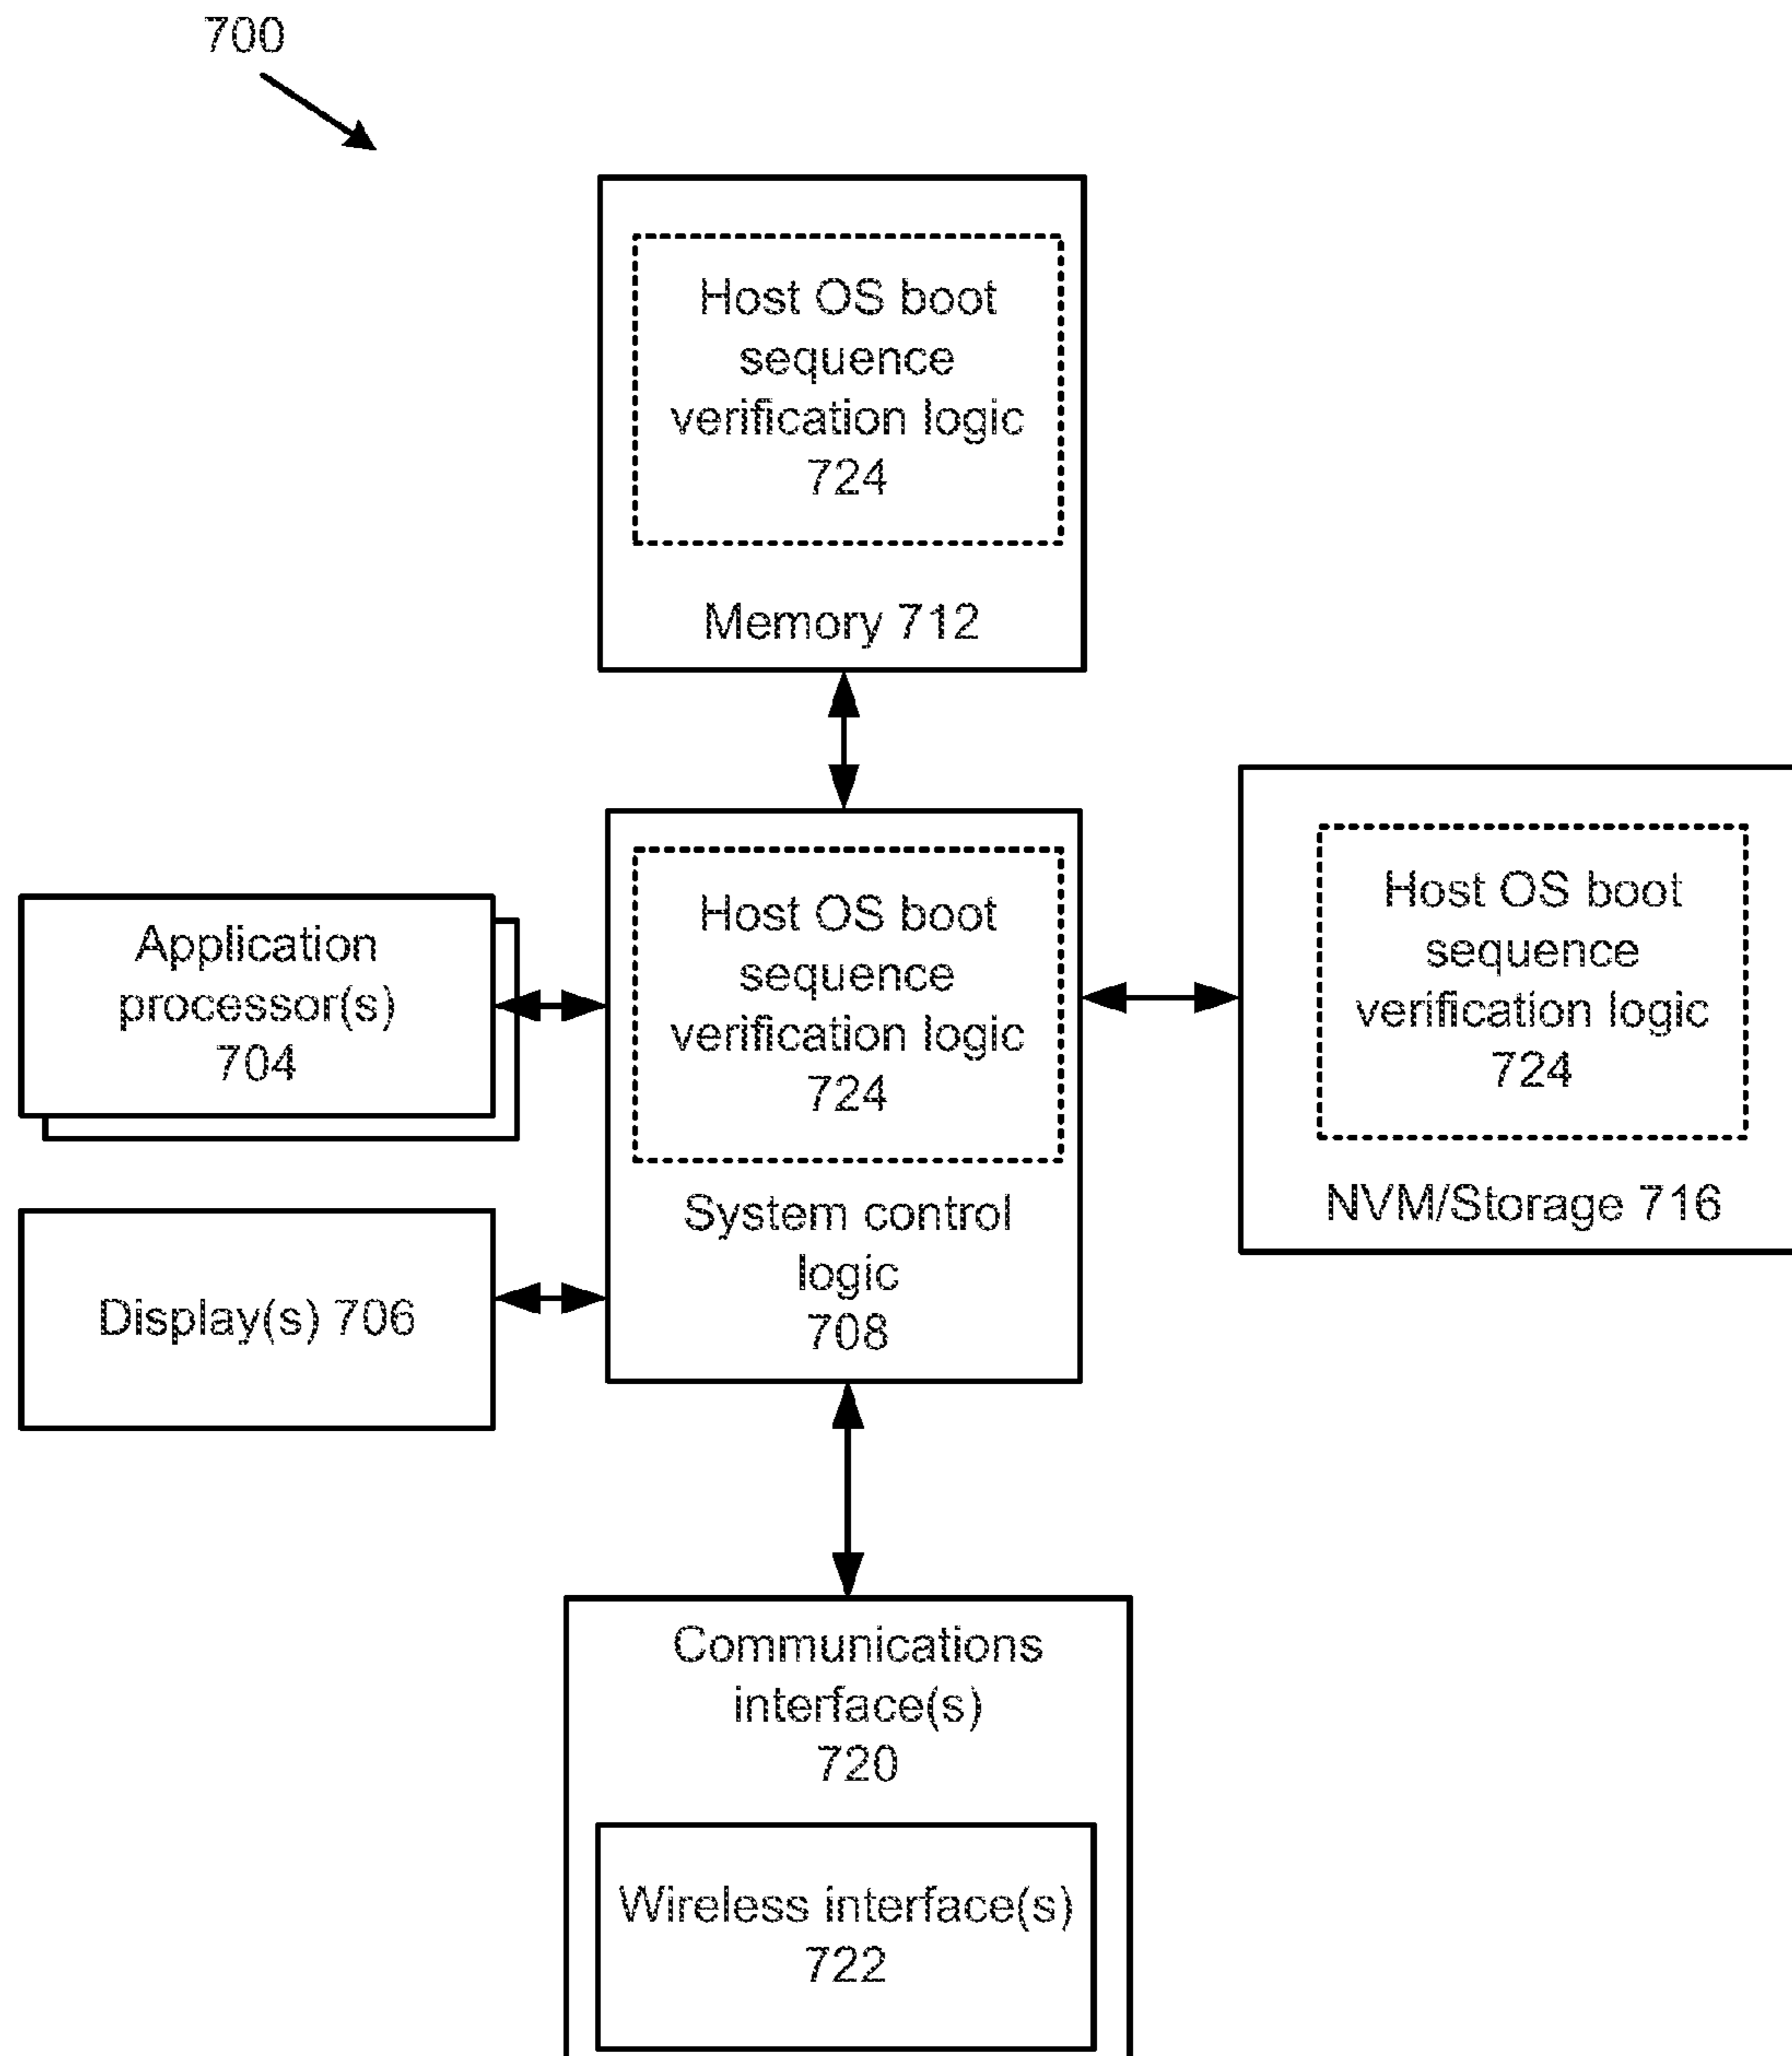 700
Host OS boot
sequence
verification logic
724
Memory 712
Application
processor(s)
704
Host OS boot
sequence
verification logic
724
System control
logic
708
Host OS boot
sequence
verification logic
724
NVM/Storage 716
Display(s) 706
Communications
interface(s)
720
Wireless interface(s)
722